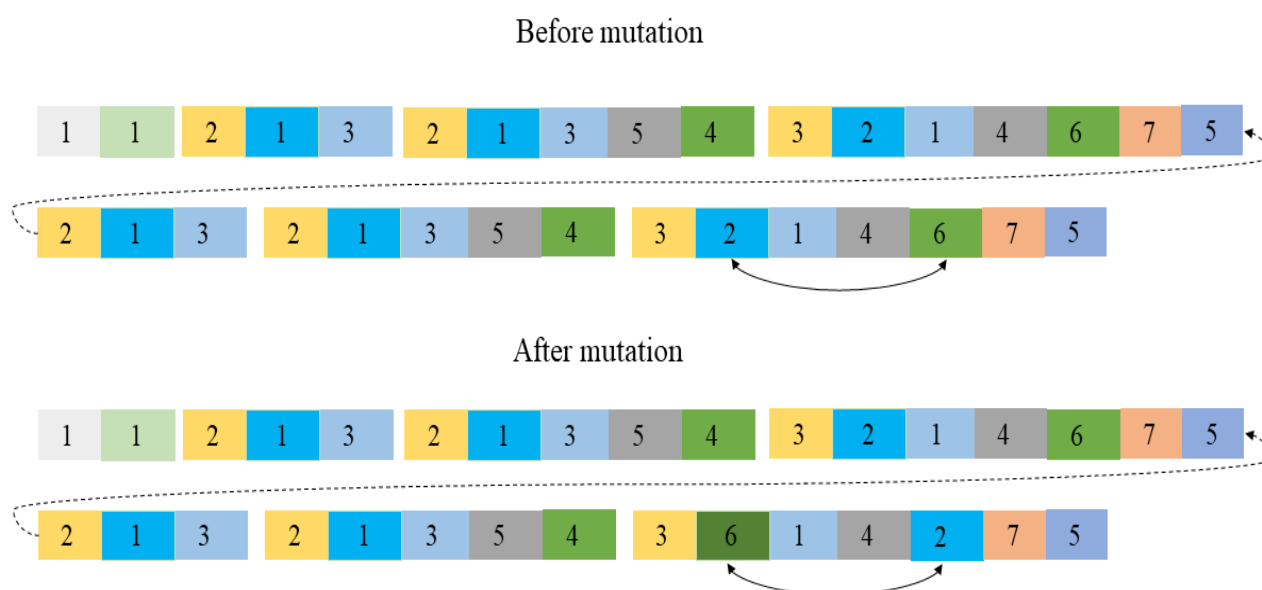 Before mutation
1 1 2 1 3 2 1 3 5 4 3 2 1 4 6 7 5
2 1 3 2 1 3 5 4 3 2 1 4 6 7 5
After mutation
1 1 2 1 3 2 1 3 5 4 3 2 1 4 6 7 5
2 1 3 2 1 3 5 4 3 6 1 4 2 7 5